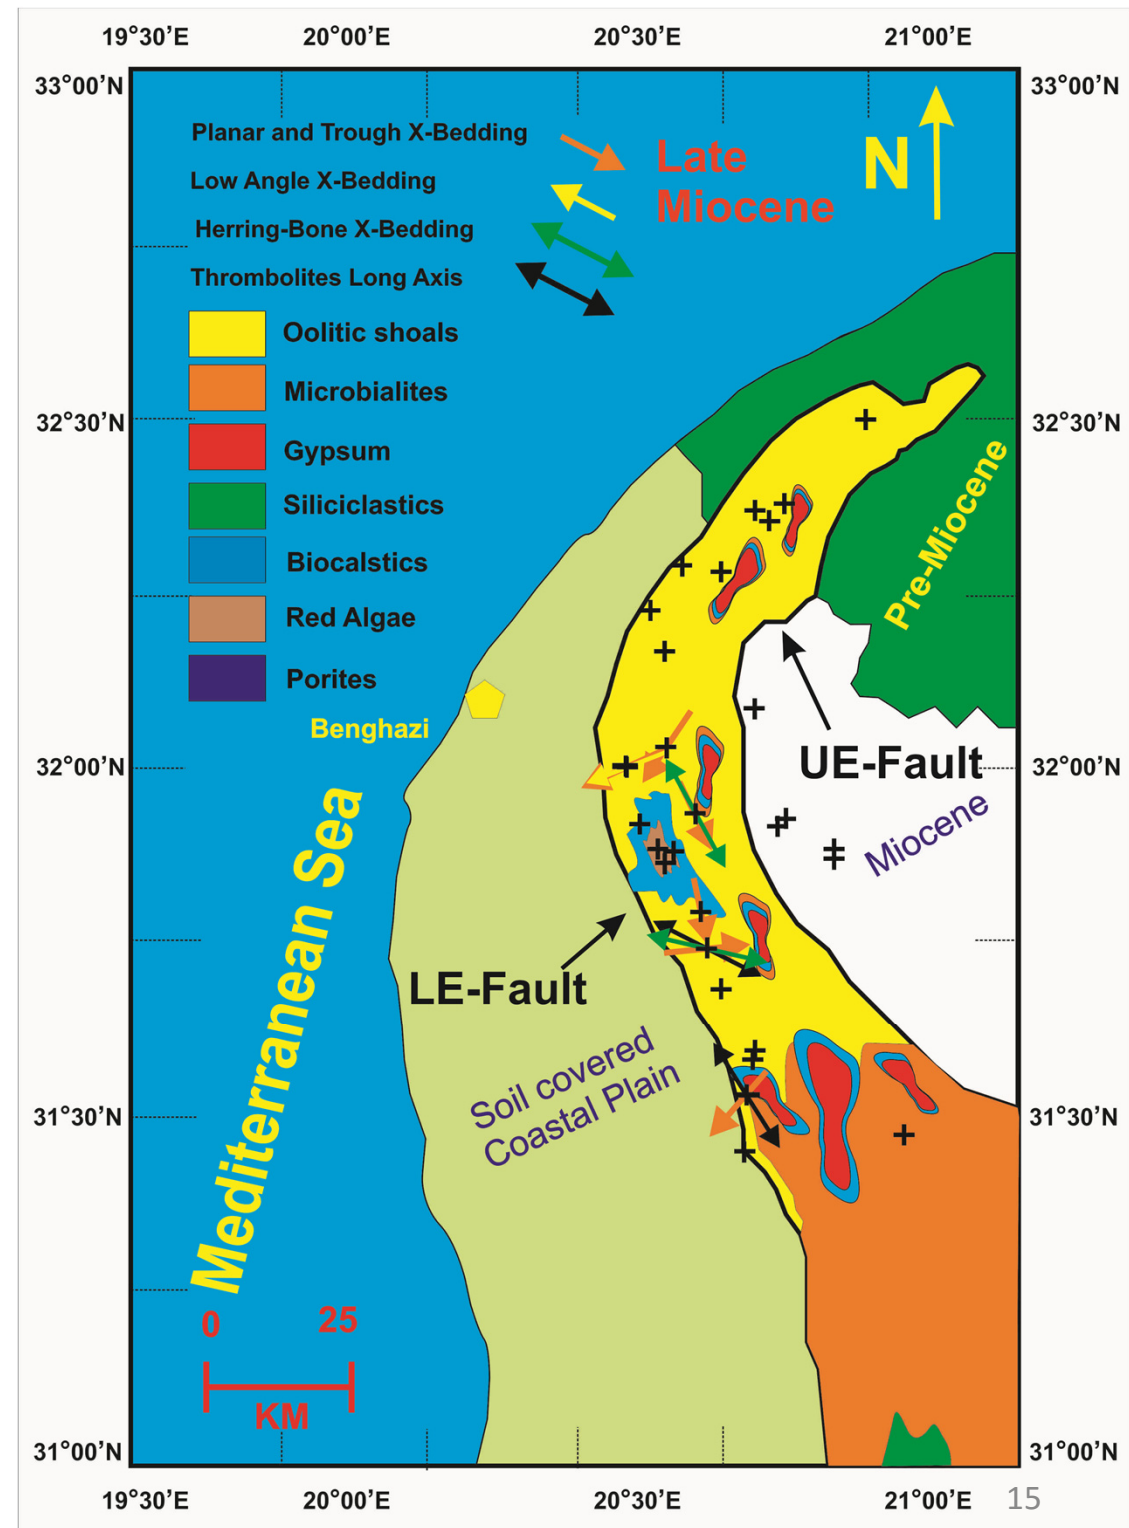 19°30’E 20°00’E 20°30’E 21°00’E
33°00’N 33°00’N
Planar and Trough X-Bedding
Low Angle X-Bedding
Herring-Bone X-Bedding
Thrombolites Long Axis
Late
Miocene
N
Oolitic shoals
Microbialites
Gypsum
Siliciclastics
Biocalstics
Red Algae
Porites
32°30’N 32°30’N
Pre-Miocene
Benghazi
UE-Fault
32°00’N 32°00’N
Miocene
Mediterranean Sea
LE-Fault
Soil covered
Coastal Plain
31°30’N 31°30’N
0 25
KM
31°00’N 31°00’N
19°30’E 20°00’E 20°30’E 21°00’E 15